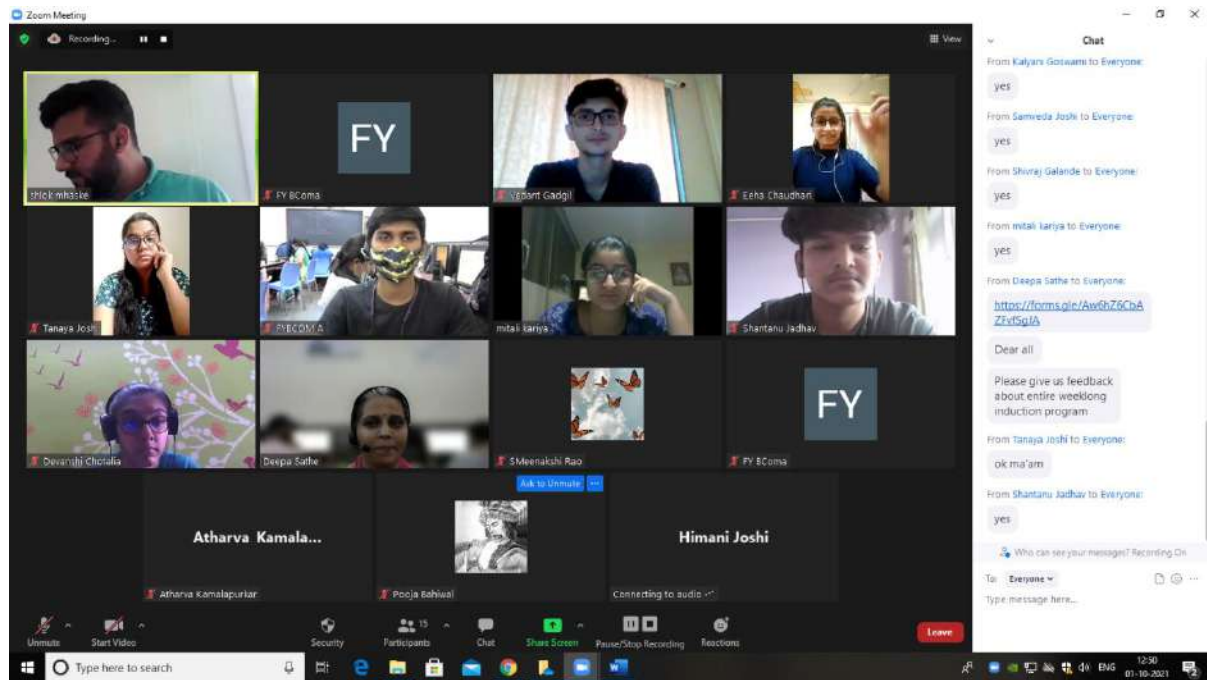 Zoom Meeting
Recording...
View
shlok mhaske
FY
FY BComa
Vedant Gadgil
Eeha Chaudhari
Tanaya Joshi
FYBCOM A
mitali kariya
Shantanu Jadhav
Devanshi Chotalia
Deepa Sathe
SMeenakshi Rao
FY
FY BComa
Ask to Unmute
Atharva Kamala...
Himani Joshi
Atharva Kamalapurkar
Pooja Bahiwal
Connecting to audio
Unmute
Start Video
Security
Participants
15
Chat
Share Screen
Pause/Stop Recording
Reactions
Leave
Chat
From Kalyani Goswami to Everyone:
yes
From Samveda Joshi to Everyone:
yes
From Shivraj Galande to Everyone:
yes
From mitali kariya to Everyone:
yes
From Deepa Sathe to Everyone:
Dear all
Please give us feedback
about entire weeklong
induction program
From Tanaya Joshi to Everyone:
ok ma'am
From Shantanu Jadhav to Everyone:
yes
Who can see your messages? Recording On
To: Everyone
Type message here...
Type here to search
ENG
12:50
01-10-2021
2